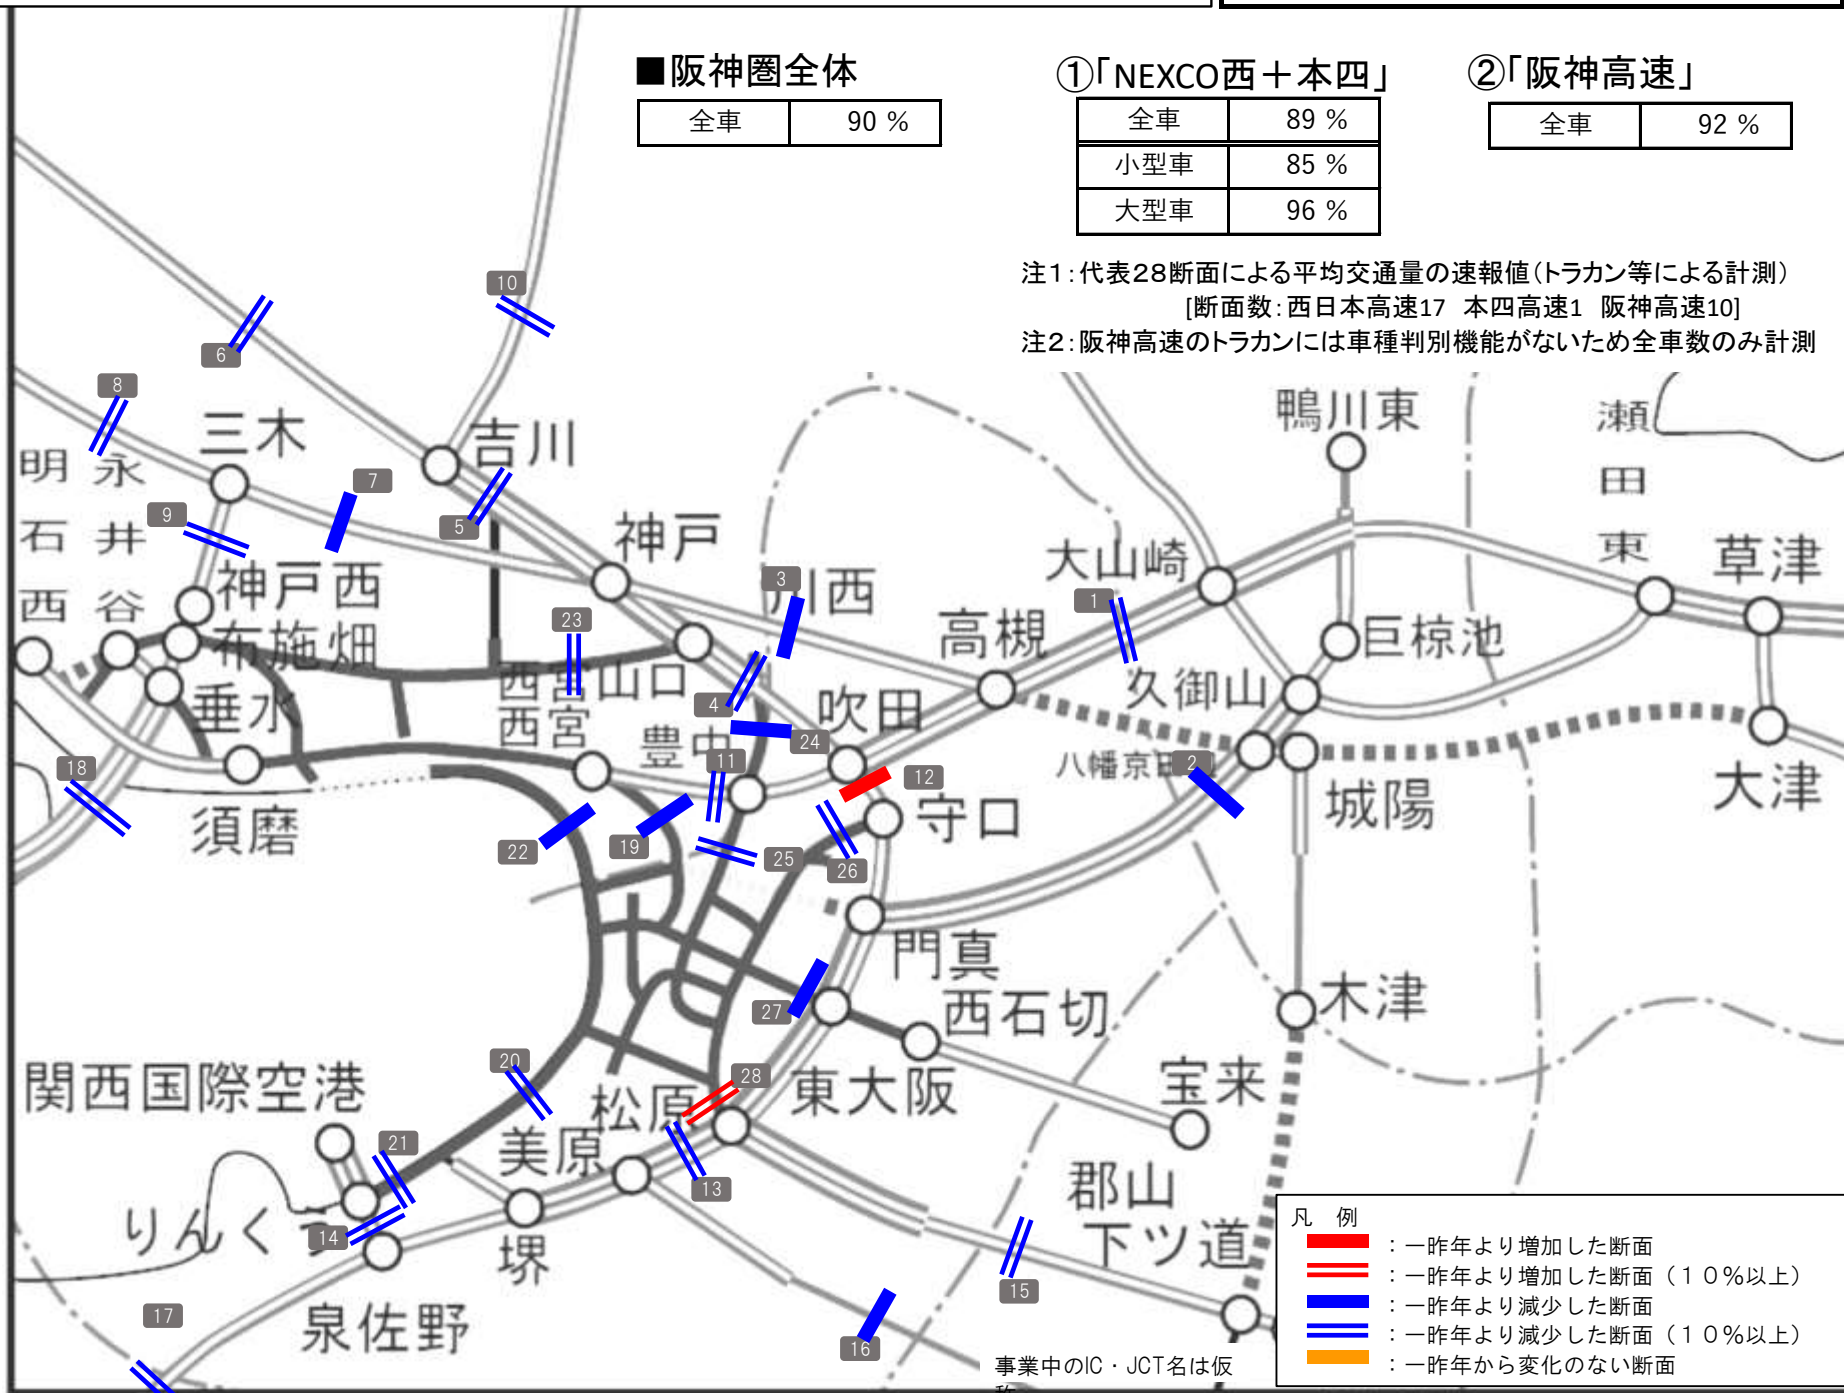 ■阪神圏全体
全車 90 %
①「NEXCO西＋本四」
全車 89 %
小型車 85 %
大型車 96 %
②「阪神高速」
全車 92 %
注1：代表28断面による平均交通量の速報値（トラカン等による計測）
[断面数：西日本高速17 本四高速1 阪神高速10]
注2：阪神高速のトラカンには車種判別機能がないため全車数のみ計測
10
6
8
三木
吉川
鴨川東
瀬田東
明石西
永井谷
7
9
5
神戸
大山崎
草津
神戸西
布施畑
3
川西
1
高槻
23
西宮山口
巨椋池
久御山
垂水
4
吹田
西宮
豊中
24
11
12
八幡京田
2
18
大津
城陽
須磨
守口
22
19
25
26
門真
27
西石切
木津
関西国際空港
20
松原
28
東大阪
宝来
21
美原
13
郡山
下ツ道
りんくう
14
堺
15
17
泉佐野
16
事業中のIC・JCT名は仮
凡 例
：一昨年より増加した断面
：一昨年より増加した断面（１０％以上）
：一昨年より減少した断面
：一昨年より減少した断面（１０％以上）
：一昨年から変化のない断面